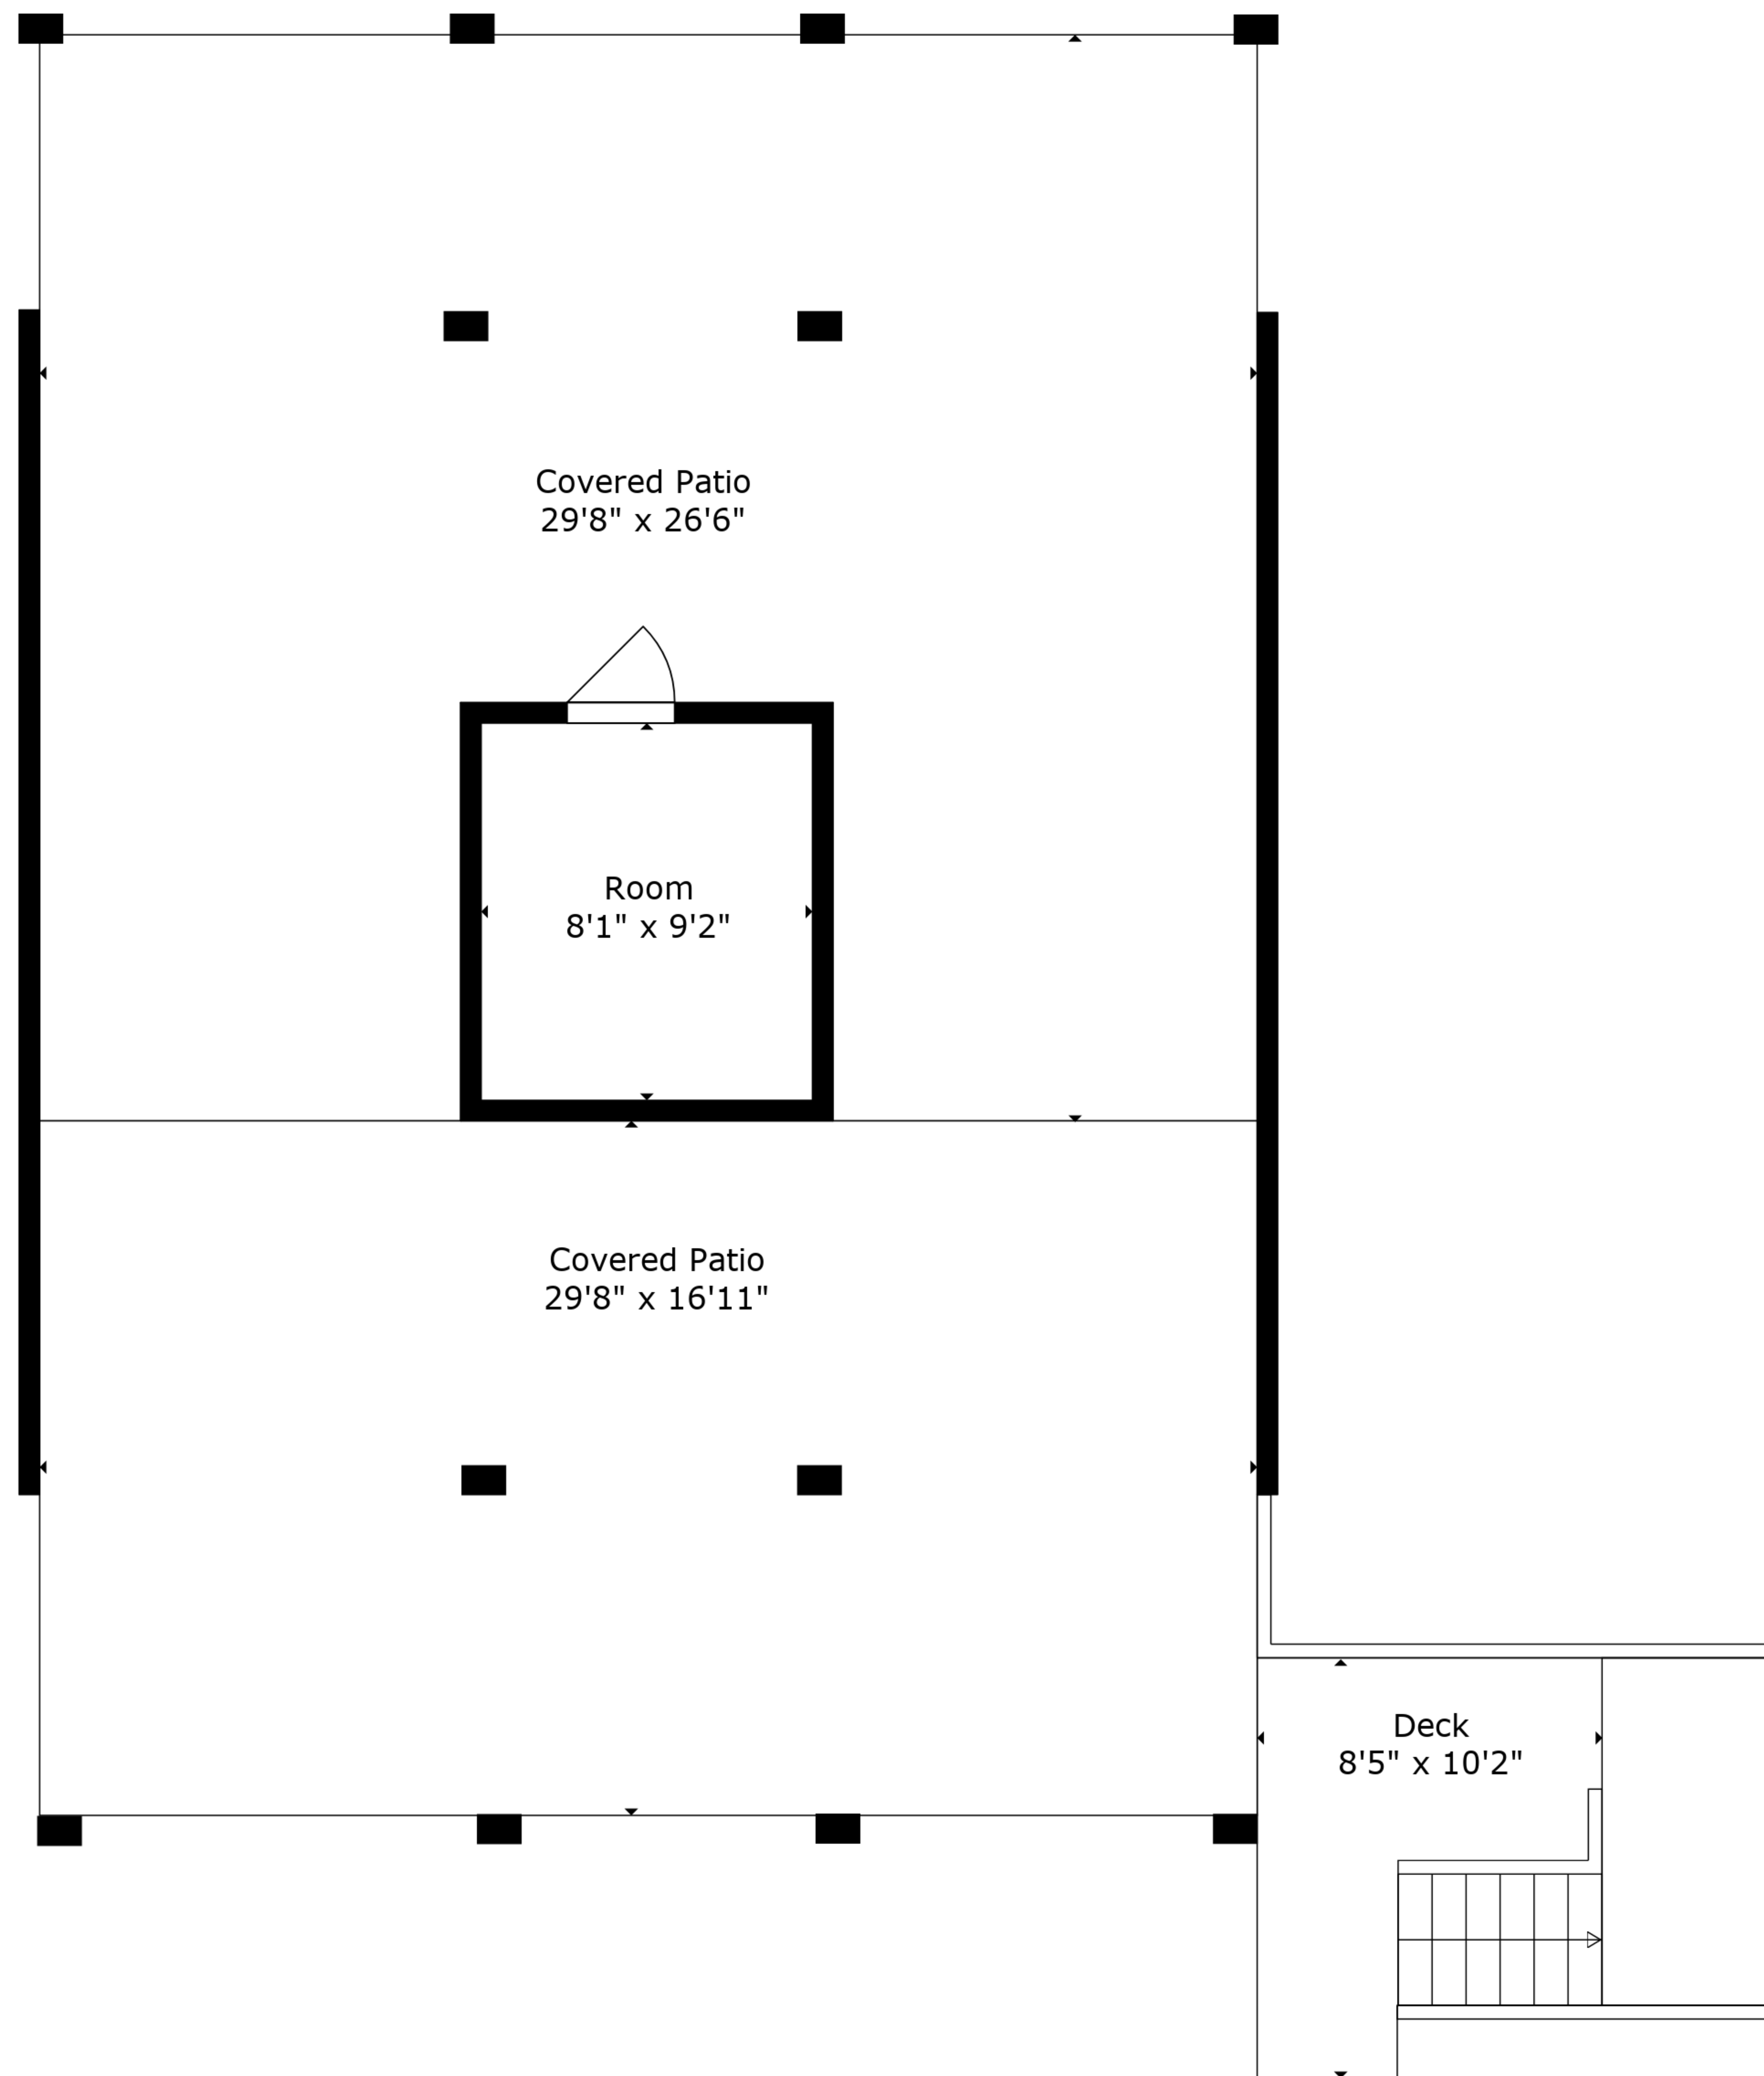 Covered Patio
29'8" x 26'6"
Room
8'1" x 9'2"
Covered Patio
29'8" x 16'11"
Deck
8'5" x 10'2"